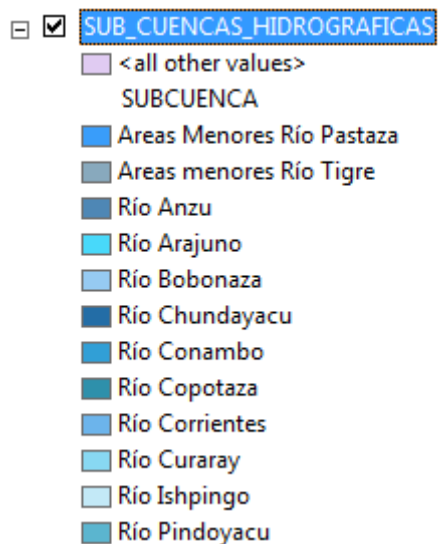 SUB_CUENCAS_HIDROGRAFICAS
<all other values>
SUBCUENCA
Areas Menores Río Pastaza
Areas menores Río Tigre
Río Anzu
Río Arajuno
Río Bobonaza
Río Chundayacu
Río Conambo
Río Copotaza
Río Corrientes
Río Curaray
Río Ishpingo
Río Pindoyacu